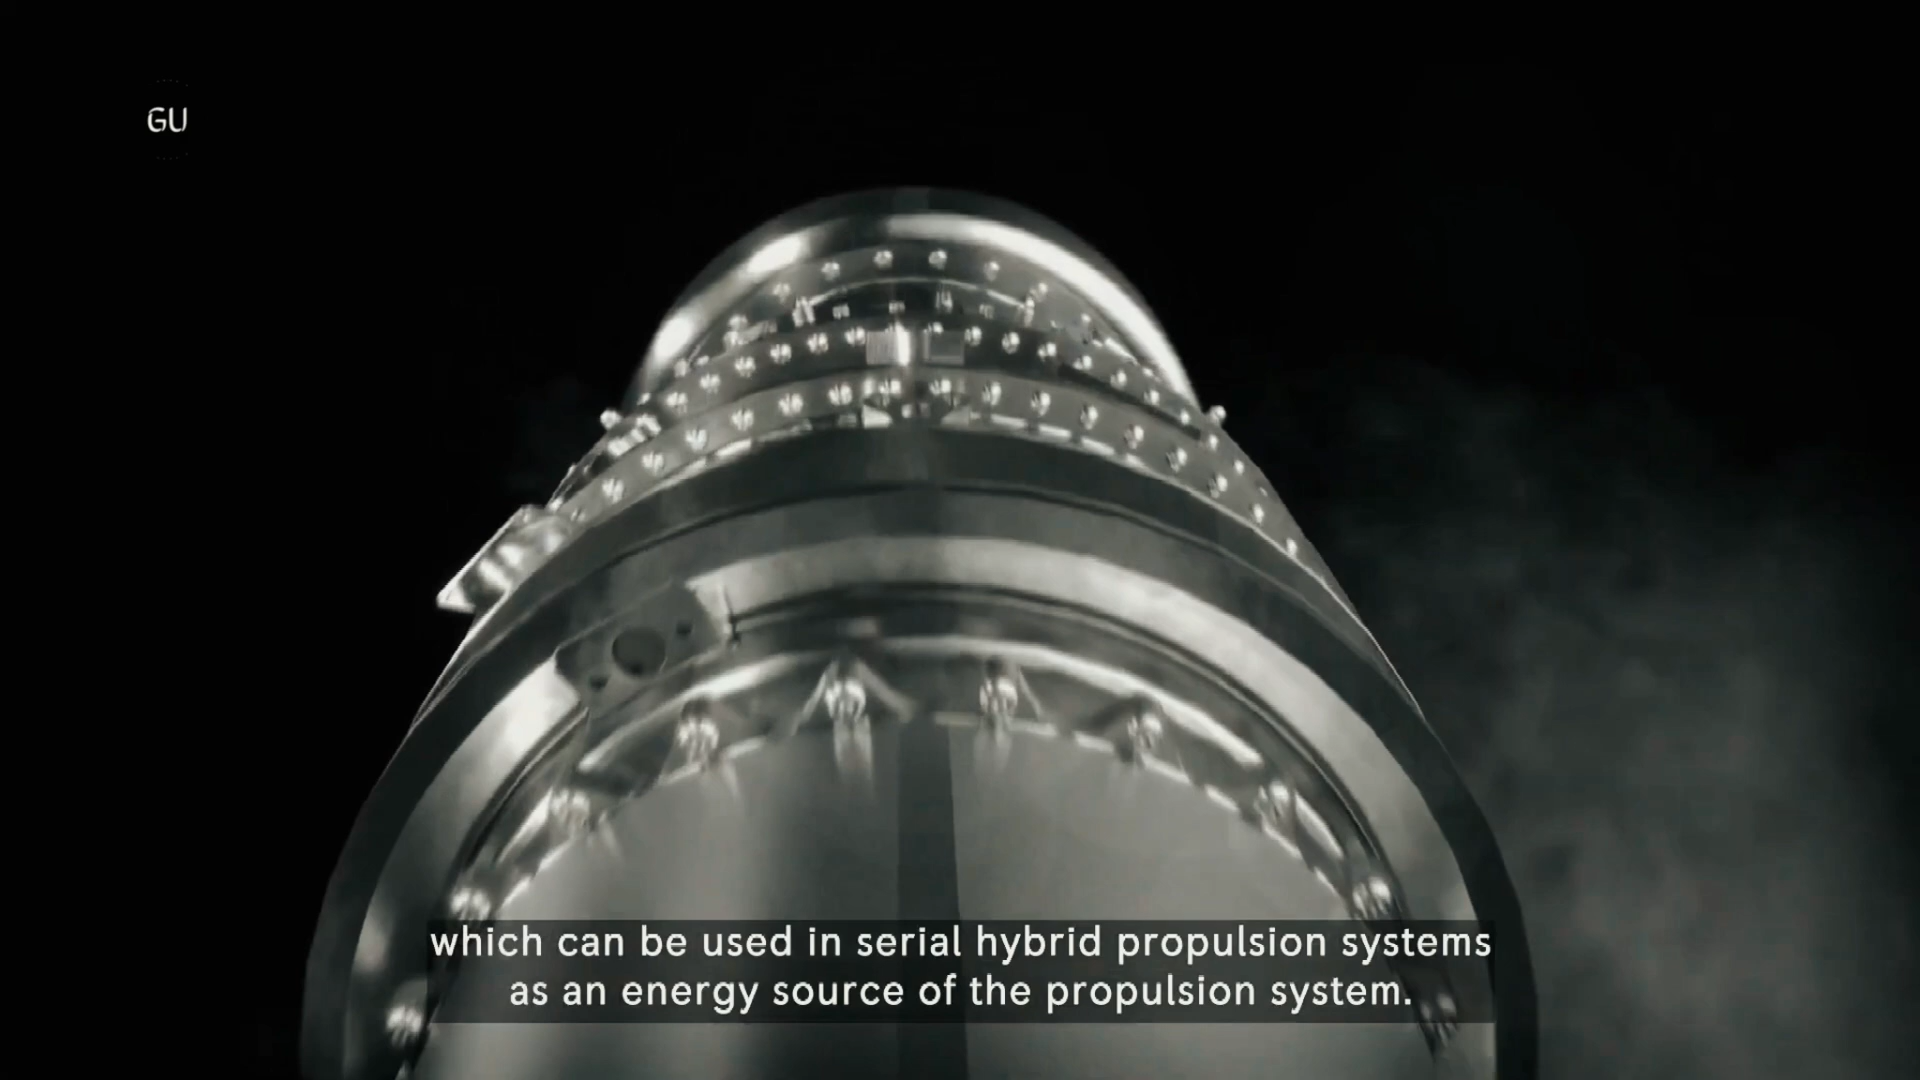 GU
which can be used in serial hybrid propulsion systems
as an energy source of the propulsion system.